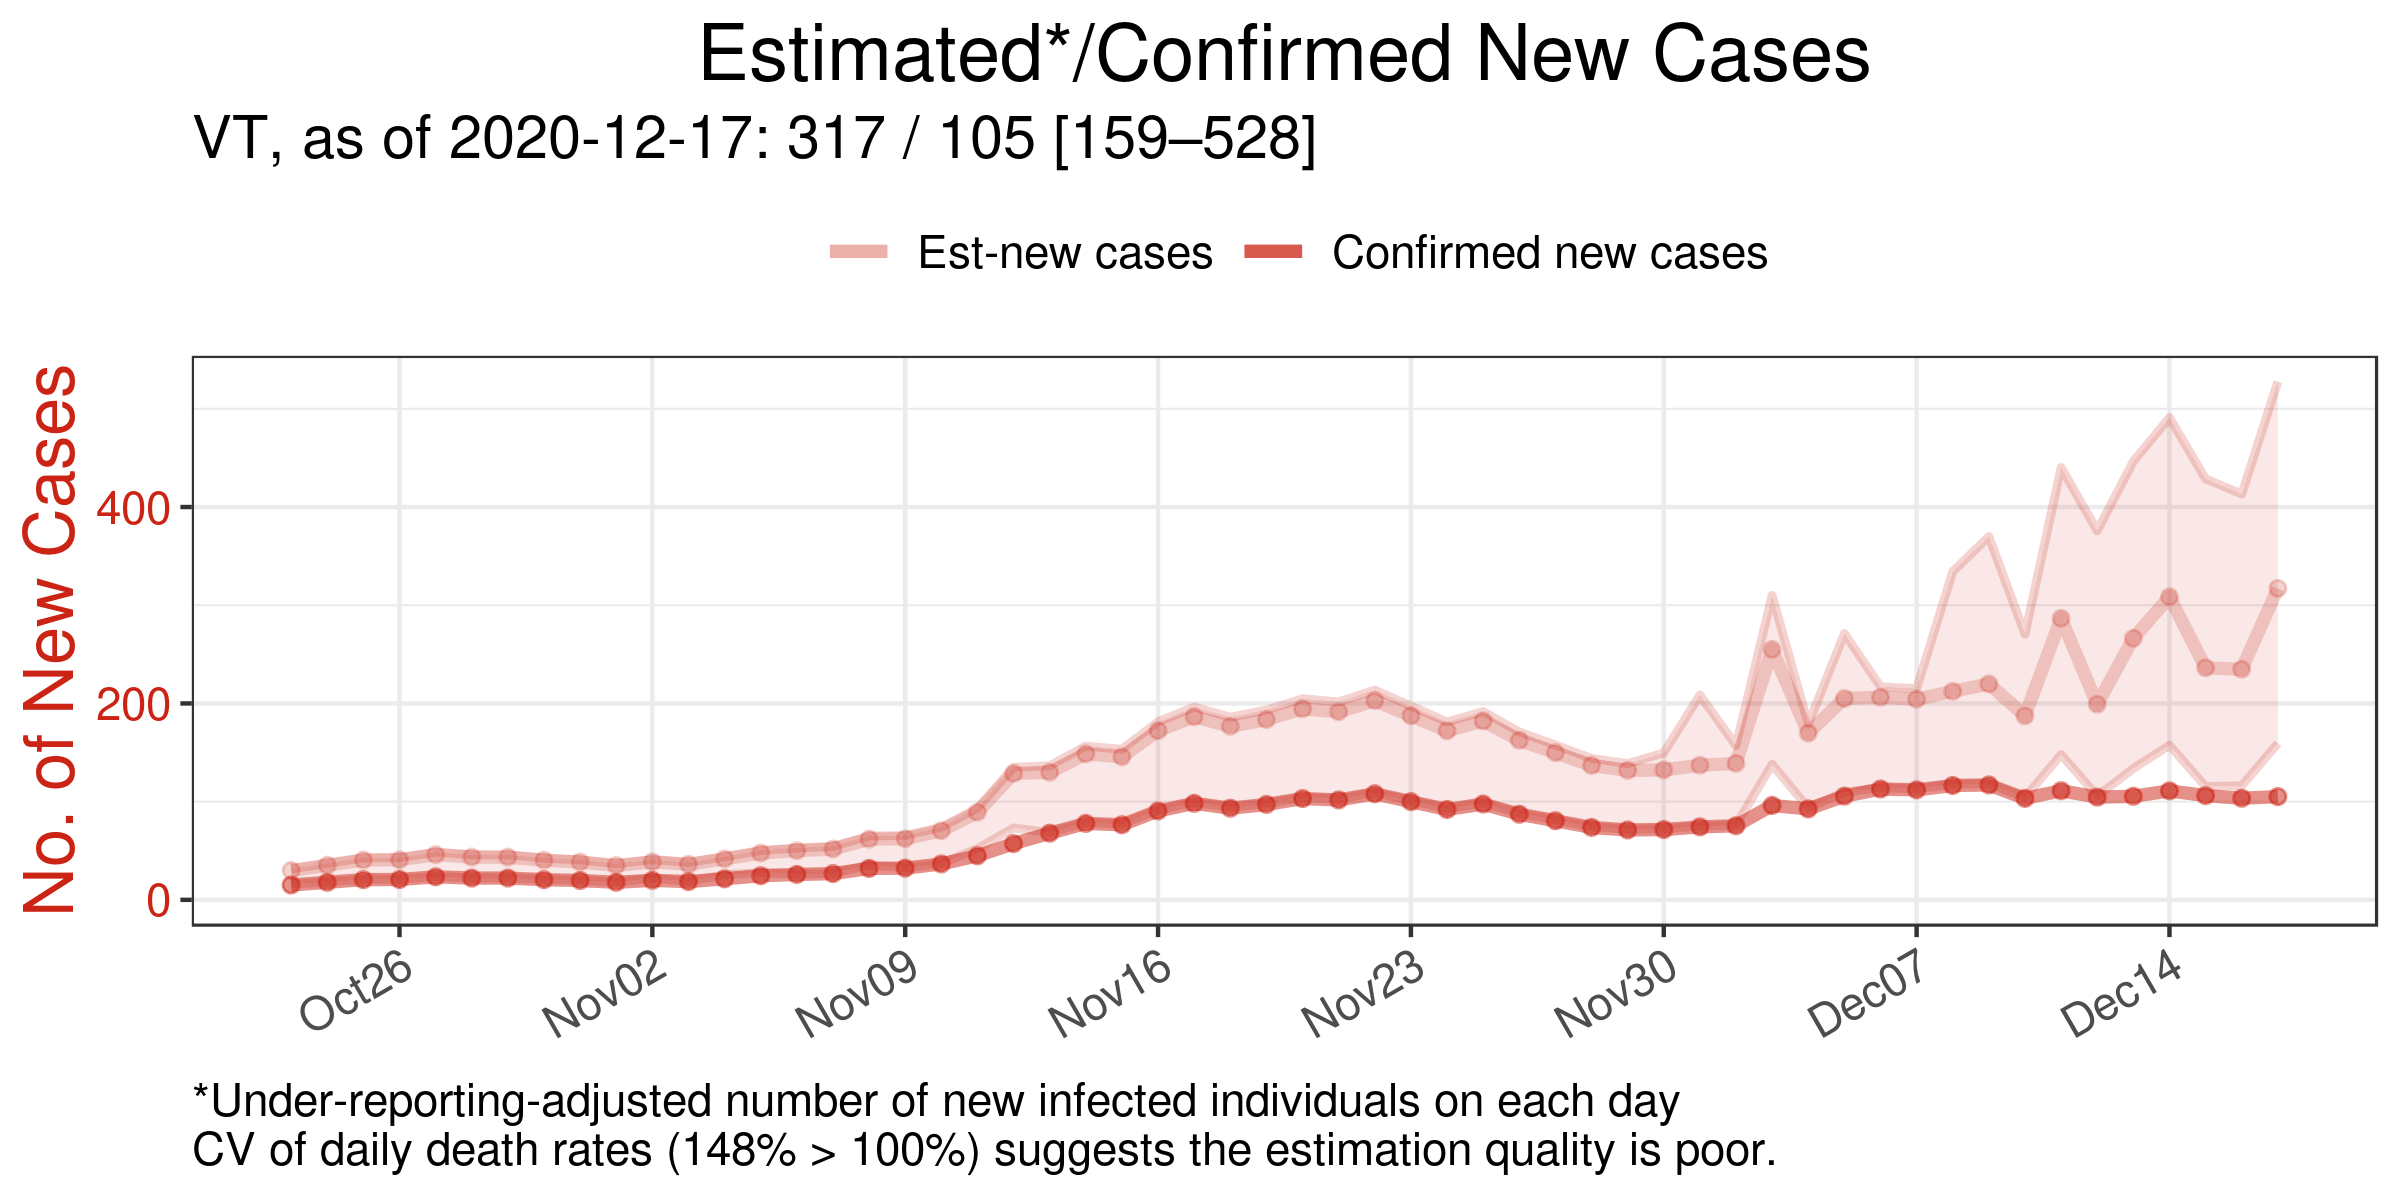 Estimated*/Confirmed New Cases
VT, as of 2020-12-17: 317 / 105 [159–528]
Est-new cases
Confirmed new cases
No. of New Cases
400
200
0
Oct26
Nov02
Nov09
Nov16
Nov23
Nov30
Dec07
Dec14
*Under-reporting-adjusted number of new infected individuals on each day
CV of daily death rates (148% > 100%) suggests the estimation quality is poor.